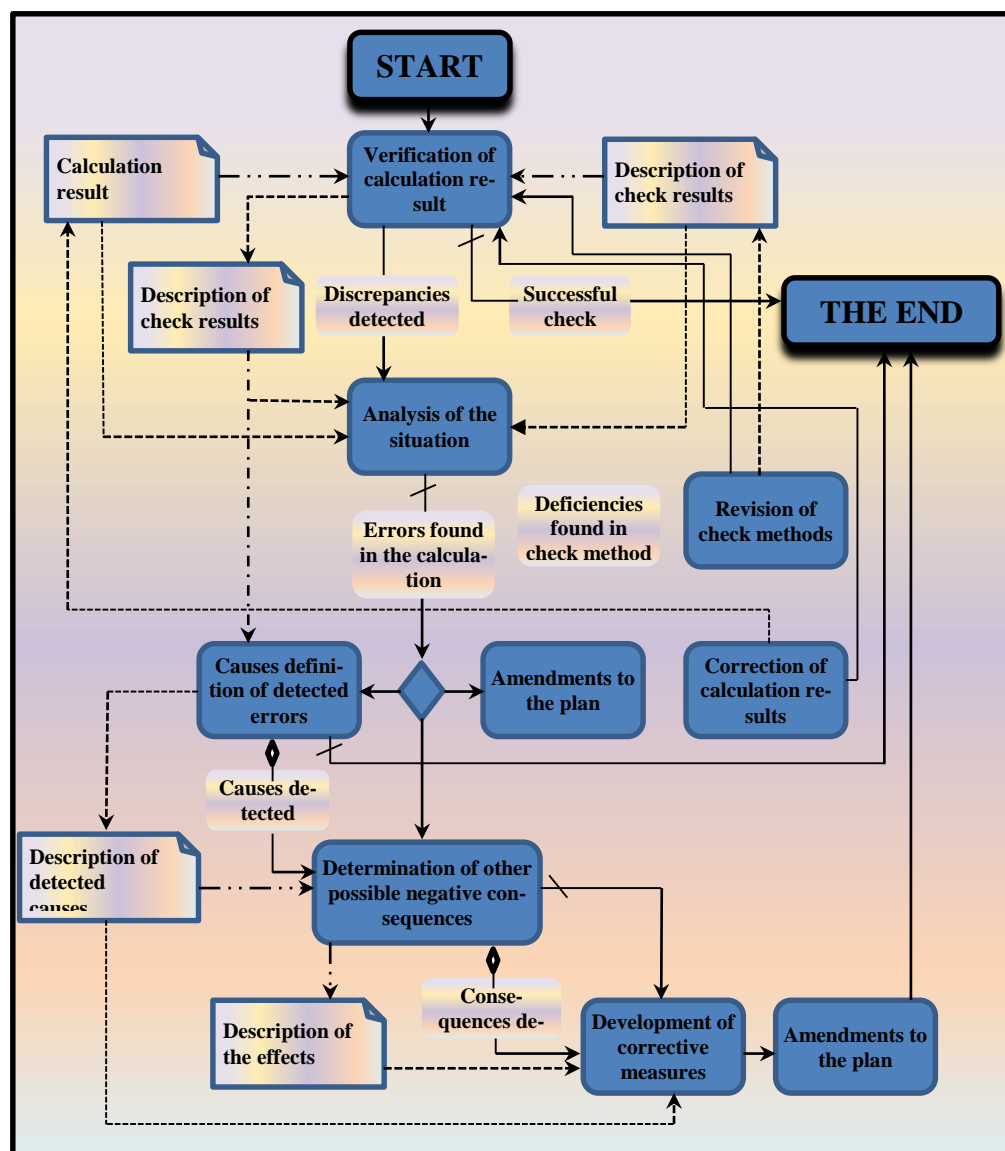 START
Calculation
result
Verification of
calculation re-
sult
Description of
check results
Description of
check results
Discrepancies
detected
Successful
check
THE END
Analysis of the
situation
Errors found
in the calcula-
tion
Deficiencies
found in
check method
Revision of
check methods
Causes defini-
tion of detected
errors
Amendments to
the plan
Correction of
calculation re-
sults
Causes de-
tected
Description of
detected
causes
Determination of other
possible negative con-
sequences
Conse-
quences de-
Description of
the effects
Development of
corrective
measures
Amendments to
the plan